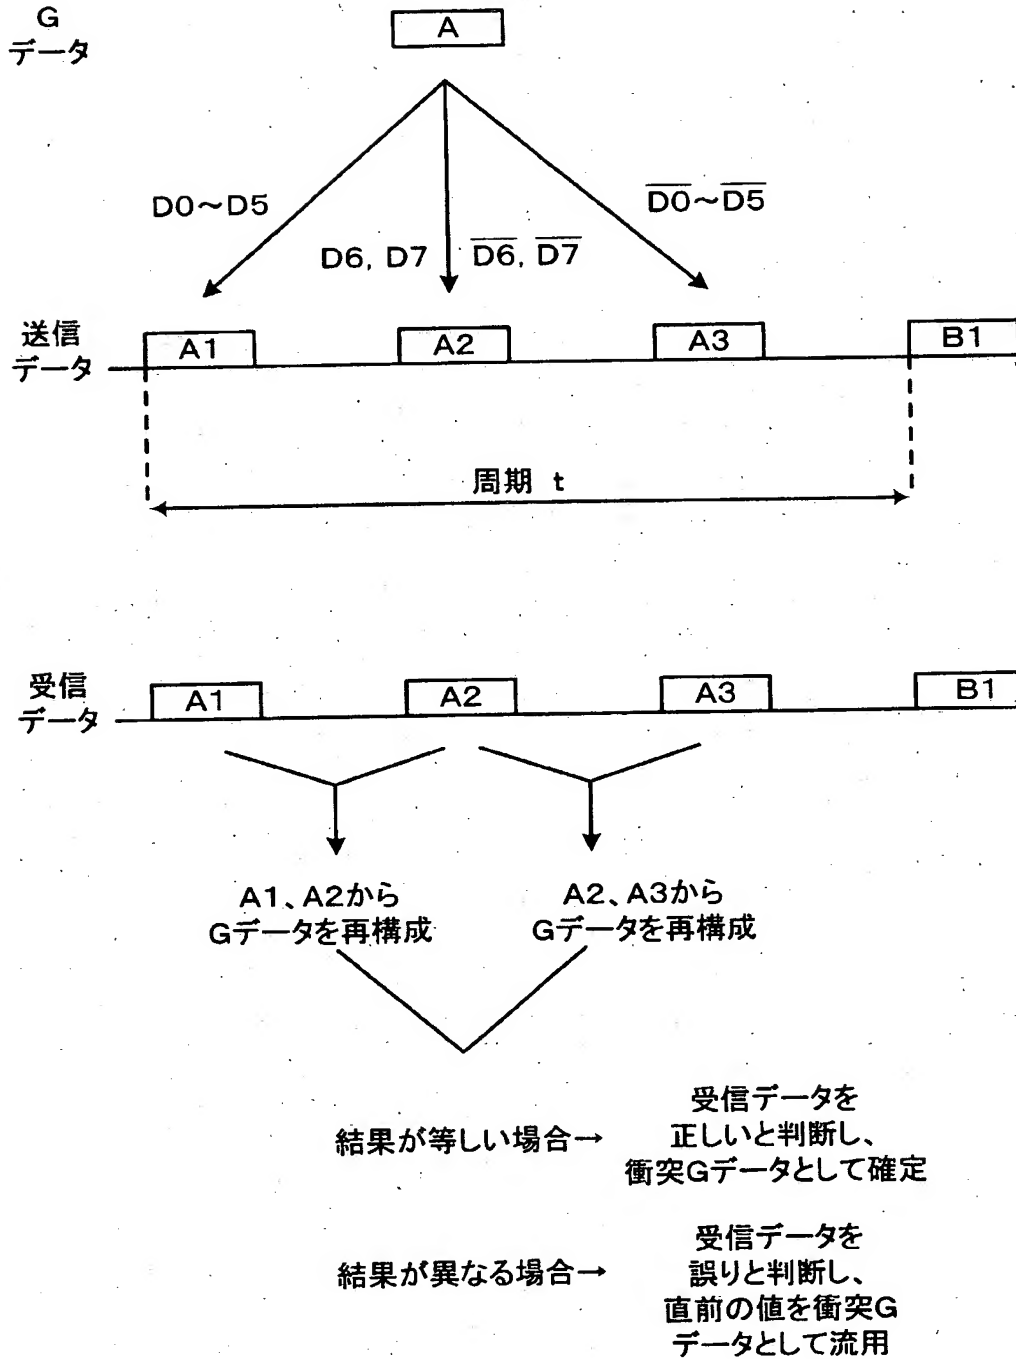 G
データ
A
D0～D5
D6, D7
D̅0̅～D̅5̅
D̅6̅, D̅7̅
送信
データ
A1
A2
A3
B1
周期 t
受信
データ
A1
A2
A3
B1
A1、A2から
Gデータを再構成
A2、A3から
Gデータを再構成
結果が等しい場合→
受信データを
正しいと判断し、
衝突Gデータとして確定
結果が異なる場合→
受信データを
誤りと判断し、
直前の値を衝突G
データとして流用